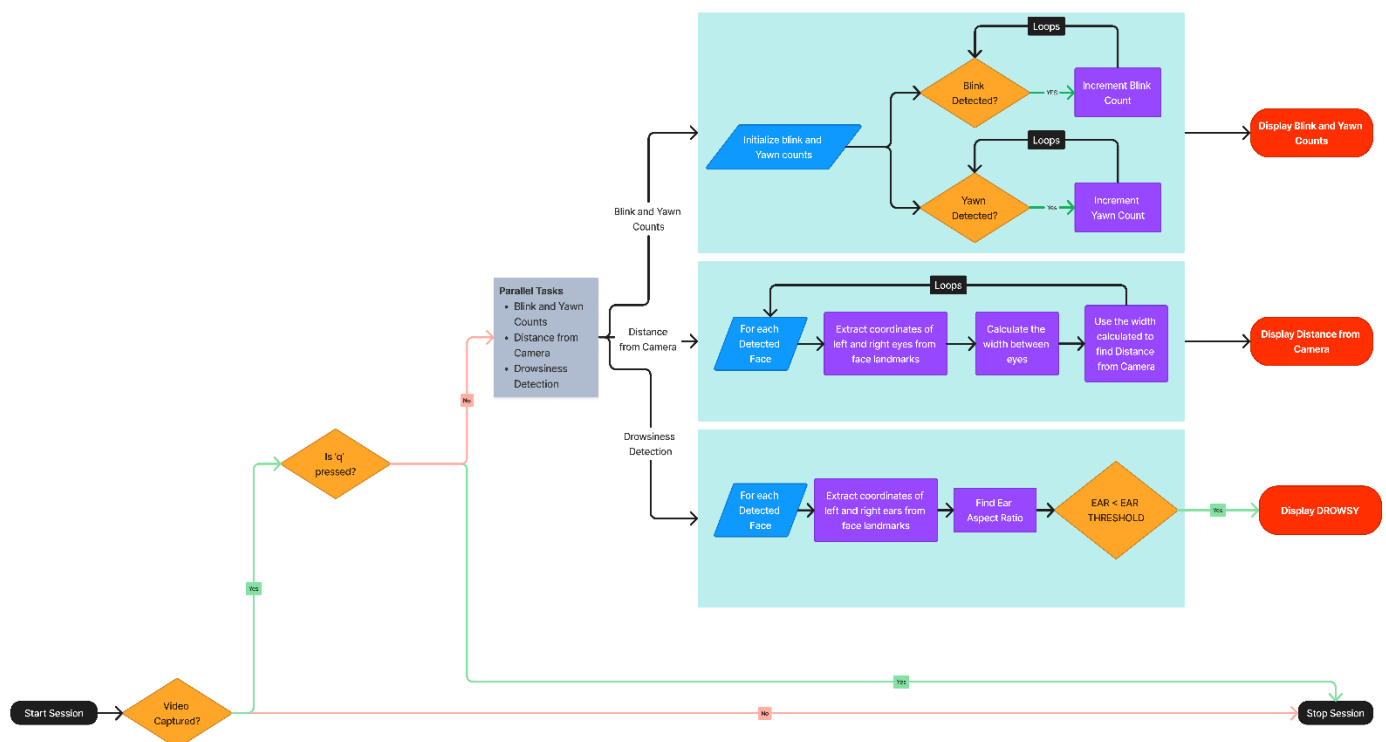 Loops
Blink
Detected?
YES
Increment Blink
Count
Initialize blink and
Yawn counts
Loops
Yawn
Detected?
Yes
Increment
Yawn Count
Display Blink and Yawn
Counts
Blink and Yawn
Counts
Parallel Tasks
• Blink and Yawn
Counts
• Distance from
Camera
• Drowsiness
Detection
Distance
from Camera
Loops
For each
Detected
Face
Extract coordinates of
left and right eyes from
face landmarks
Calculate the
width between
eyes
Use the width
calculated to
find Distance
from Camera
Display Distance from
Camera
No
Is 'q'
pressed?
Drowsiness
Detection
For each
Detected
Face
Extract coordinates of
left and right ears from
face landmarks
Find Ear
Aspect Ratio
EAR < EAR
THRESHOLD
Yes
Display DROWSY
Yes
Yes
Start Session
Video
Captured?
No
Stop Session